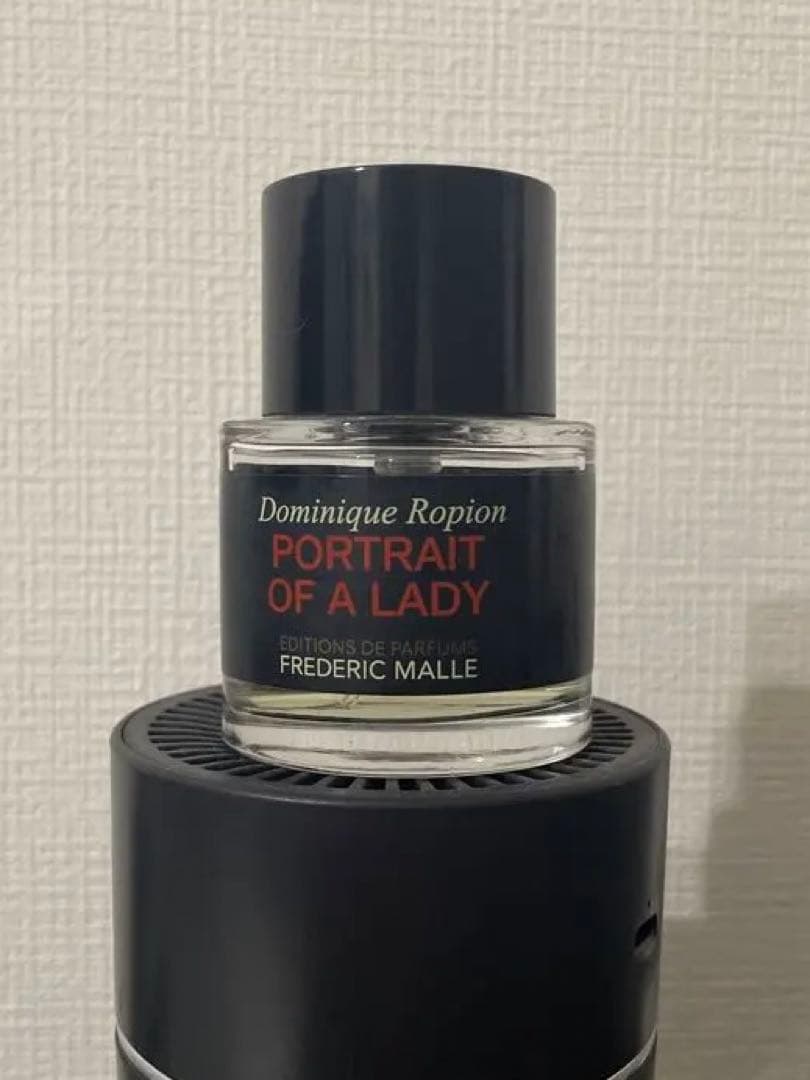 Dominique Ropion
PORTRAIT
OF A LADY
EDITIONS DE PARFUMS
FREDERIC MALLE